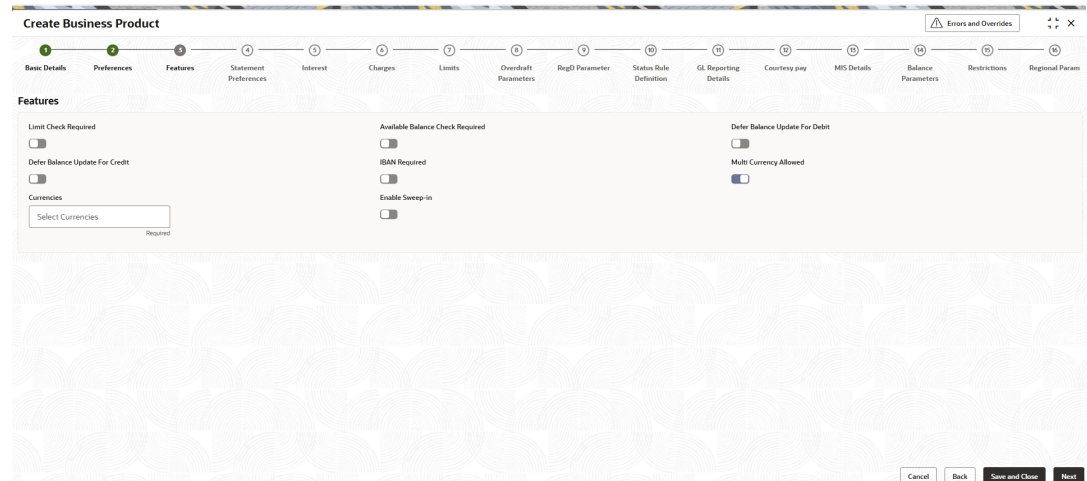 Create Business Product
Errors and Overrides
1 2 3 4 5 6 7 8 9 10 11 12 13 14 15 16
Basic Details Preferences Features Statement Preferences Interest Charges Limits Overdraft Parameters RegD Parameter Status Rule Definition GL Reporting Details Courtesy pay MIS Details Balance Parameters Restrictions Regional Param
Features
Limit Check Required Available Balance Check Required Defer Balance Update For Debit
Defer Balance Update For Credit IBAN Required Multi Currency Allowed
Currencies Enable Sweep-in
Select Currencies
Required
Cancel Back Save and Close Next